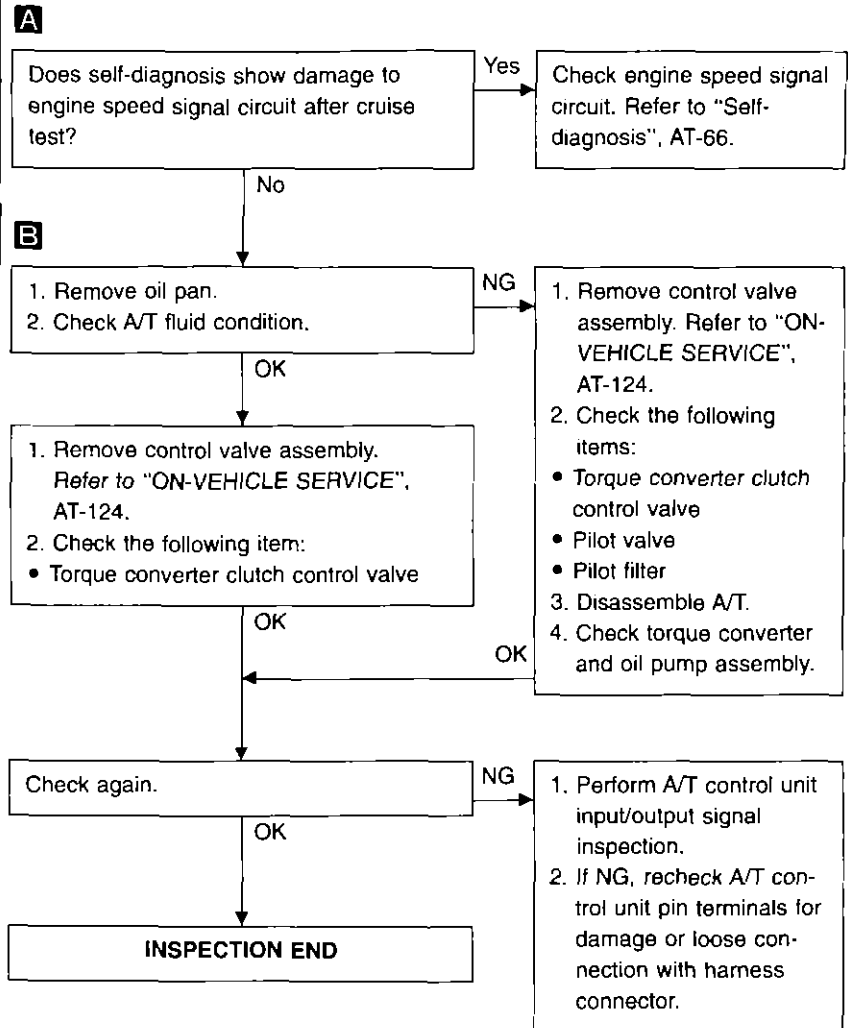 A
Does self-diagnosis show damage to
engine speed signal circuit after cruise
test?
Yes
Check engine speed signal
circuit. Refer to "Self-
diagnosis", AT-66.
No
B
1. Remove oil pan.
2. Check A/T fluid condition.
NG
1. Remove control valve
assembly. Refer to "ON-
VEHICLE SERVICE",
AT-124.
2. Check the following
items:
• Torque converter clutch
control valve
• Pilot valve
• Pilot filter
3. Disassemble A/T.
4. Check torque converter
and oil pump assembly.
OK
1. Remove control valve assembly.
Refer to "ON-VEHICLE SERVICE",
AT-124.
2. Check the following item:
• Torque converter clutch control valve
OK
OK
Check again.
NG
1. Perform A/T control unit
input/output signal
inspection.
2. If NG, recheck A/T con-
trol unit pin terminals for
damage or loose con-
nection with harness
connector.
OK
INSPECTION END